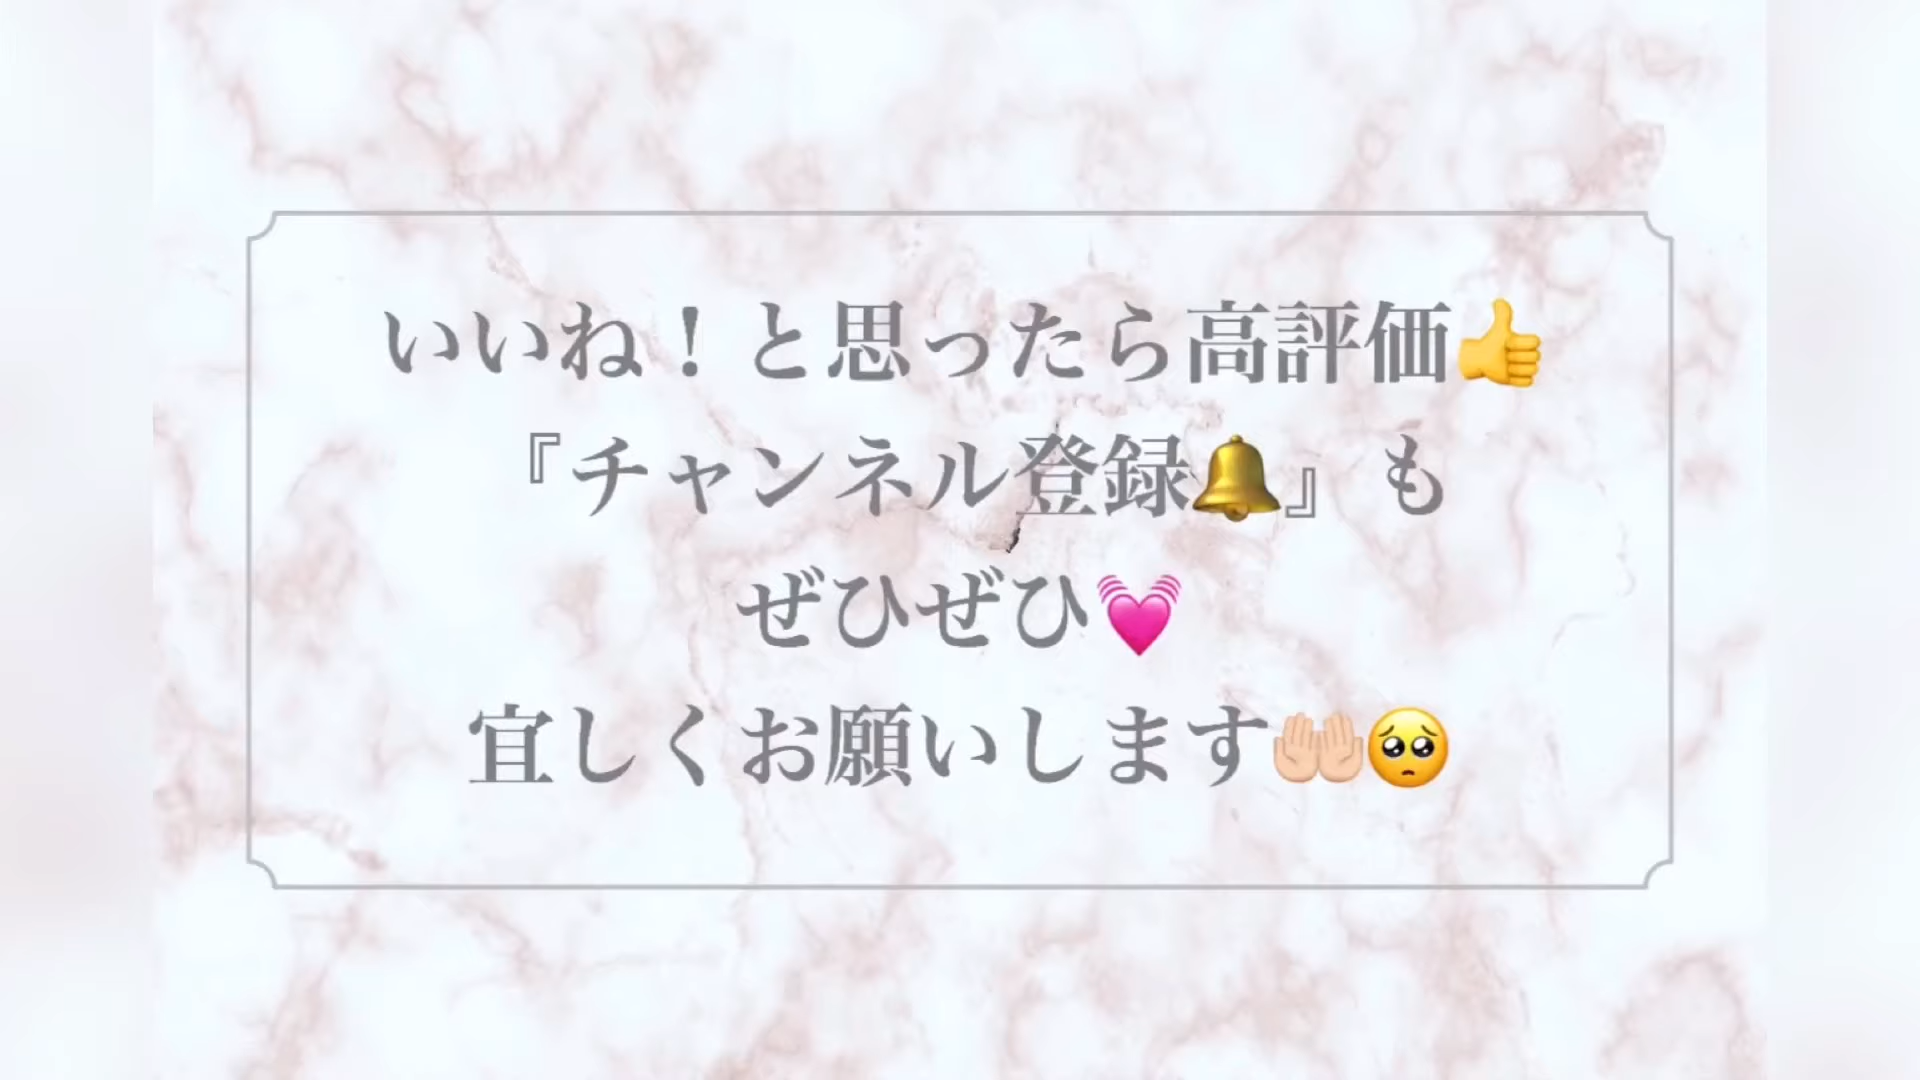 いいね！と思ったら高評価👍
『チャンネル登録🔔』も
ぜひぜひ💓
宜しくお願いします🤲🏻🥺